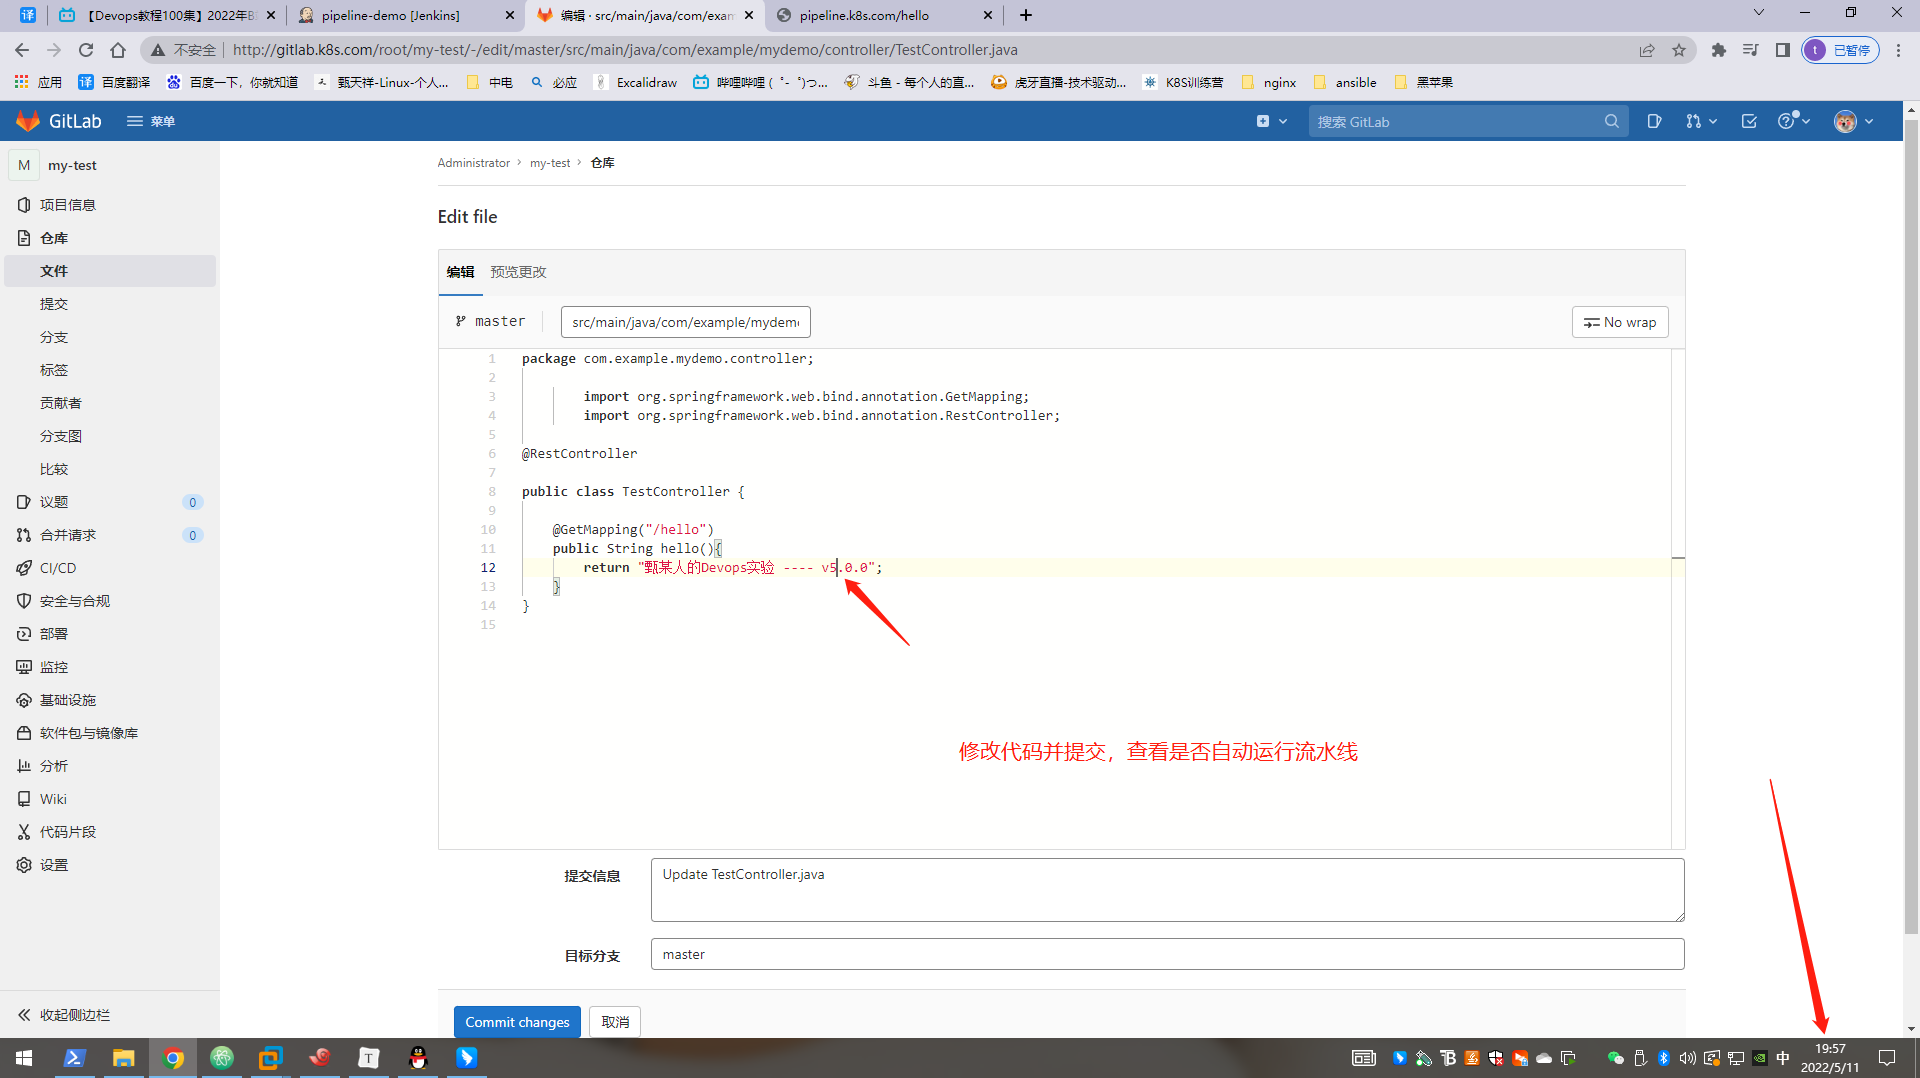 【Devops教程100集】2022年B
pipeline-demo [Jenkins]
编辑 · src/main/java/com/exam
pipeline.k8s.com/hello
不安全
http://gitlab.k8s.com/root/my-test/-/edit/master/src/main/java/com/example/mydemo/controller/TestController.java
t 已暂停
应用
译 百度翻译
百度一下，你就知道
甄天祥-Linux-个人...
中电
必应
Excalidraw
哔哩哔哩 ( ゜- ゜)つ...
斗鱼 - 每个人的直...
虎牙直播-技术驱动...
K8S训练营
nginx
ansible
黑苹果
GitLab
菜单
搜索 GitLab
M my-test
项目信息
仓库
文件
提交
分支
标签
贡献者
分支图
比较
议题 0
合并请求 0
CI/CD
安全与合规
部署
监控
基础设施
软件包与镜像库
分析
Wiki
代码片段
设置
收起侧边栏
Administrator › my-test › 仓库
Edit file
编辑 预览更改
master
src/main/java/com/example/mydemo
No wrap
1 package com.example.mydemo.controller;
2
3 import org.springframework.web.bind.annotation.GetMapping;
4 import org.springframework.web.bind.annotation.RestController;
5
6 @RestController
7
8 public class TestController {
9
10 @GetMapping("/hello")
11 public String hello(){
12 return "甄某人的Devops实验 ---- v5.0.0";
13 }
14 }
15
修改代码并提交，查看是否自动运行流水线
提交信息
Update TestController.java
目标分支
master
Commit changes
取消
中
19:57
2022/5/11